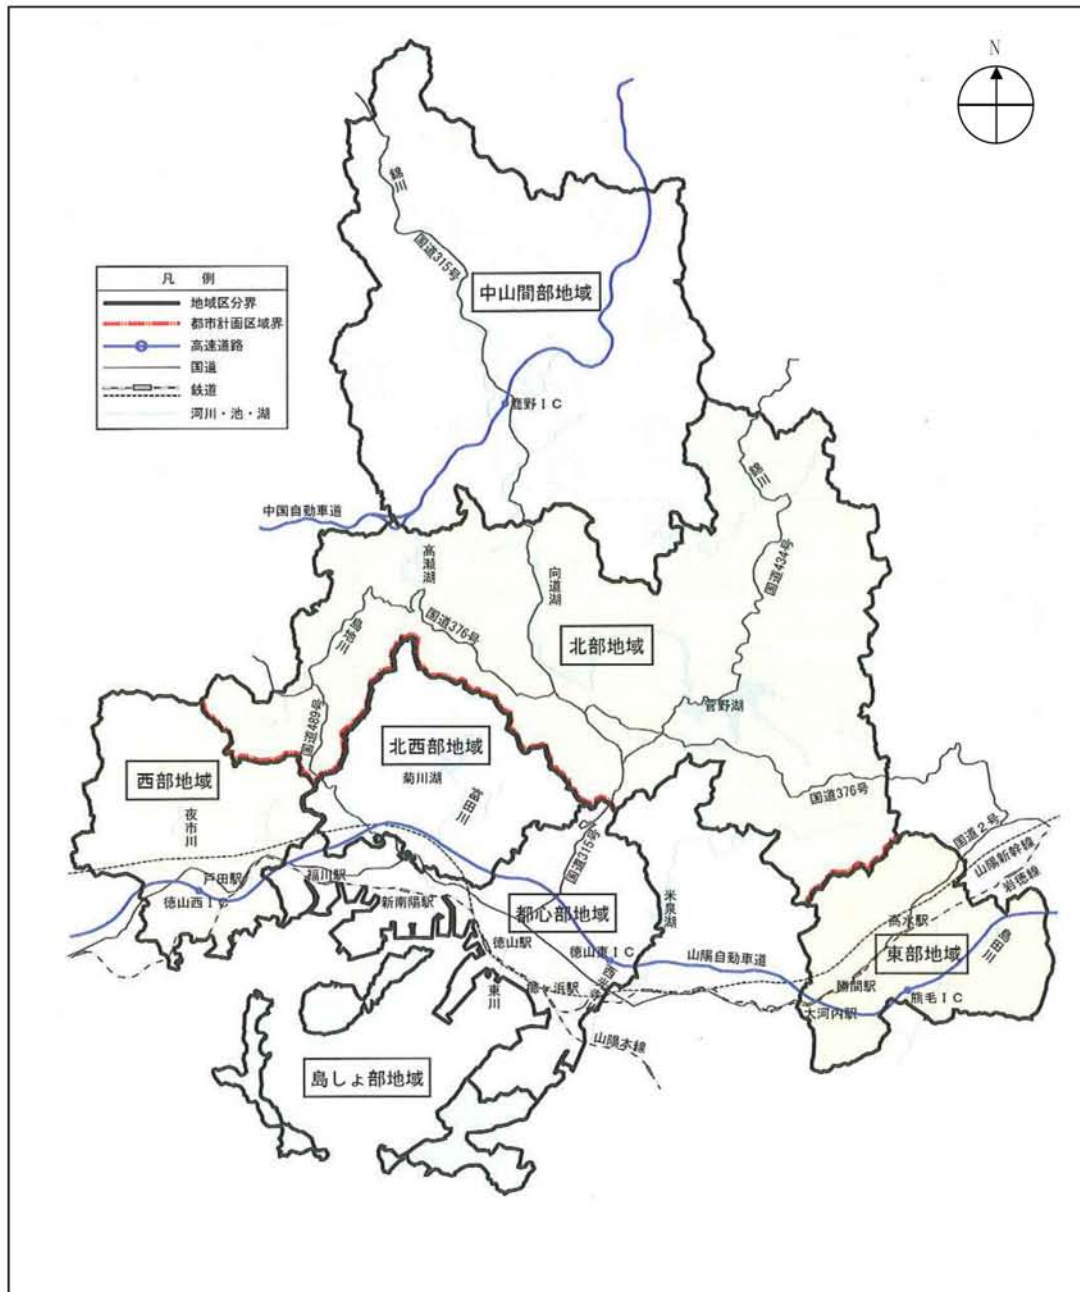 N
凡 例
地域区分界
都市計画区域界
高速道路
国道
鉄道
河川・池・湖
錦川
国道315号
中山間部地域
鹿野IC
中国自動車道
錦川
高瀬湖
向道湖
国道434号
島地川
国道376号
北部地域
菅野湖
国道489号
北西部地域
菊川湖
富田川
西部地域
夜市川
国道376号
国道2号
山陽新幹線
岩徳線
国道315号
戸田駅
福川駅
徳山西IC
新南陽駅
都心部地域
米泉湖
高水駅
東部地域
島田川
徳山駅
徳山東IC
山陽自動車道
勝間駅
熊毛IC
大河内駅
東川
山陽本線
島しょ部地域